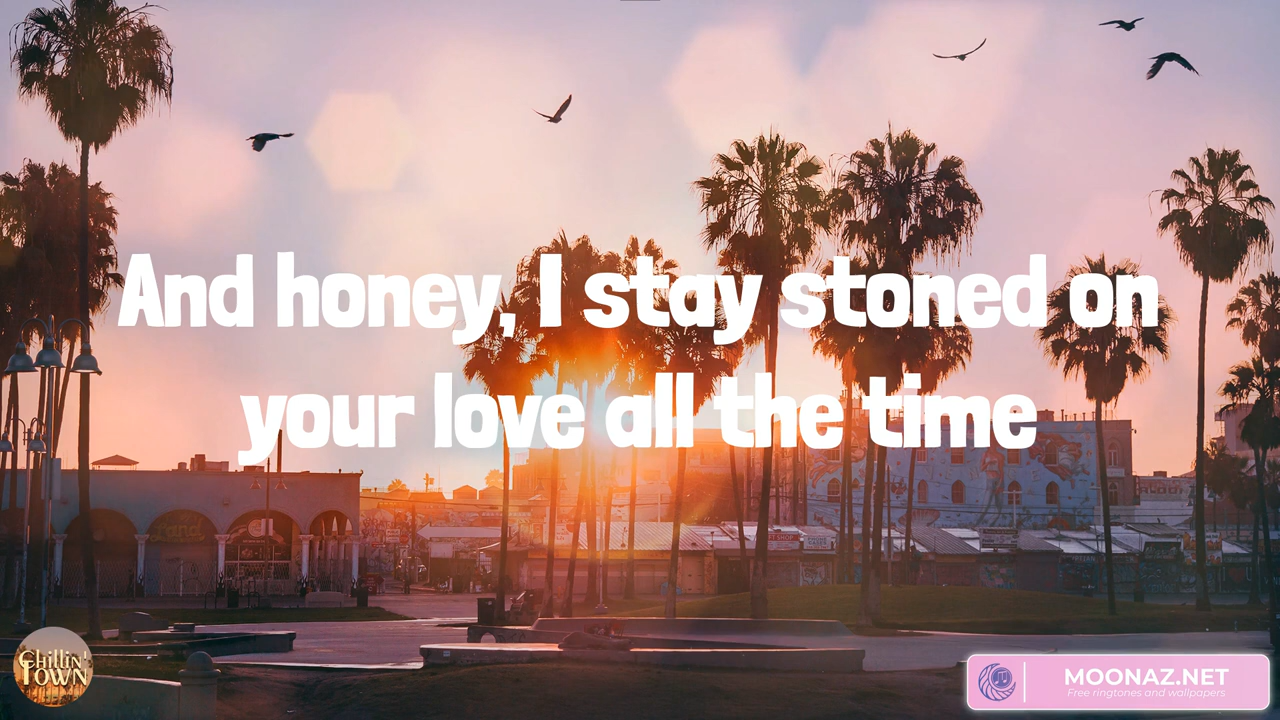 And honey, I stay stoned on
your love all the time
Chillin'
TOWN
MOONAZ.NET
Free ringtones and wallpapers